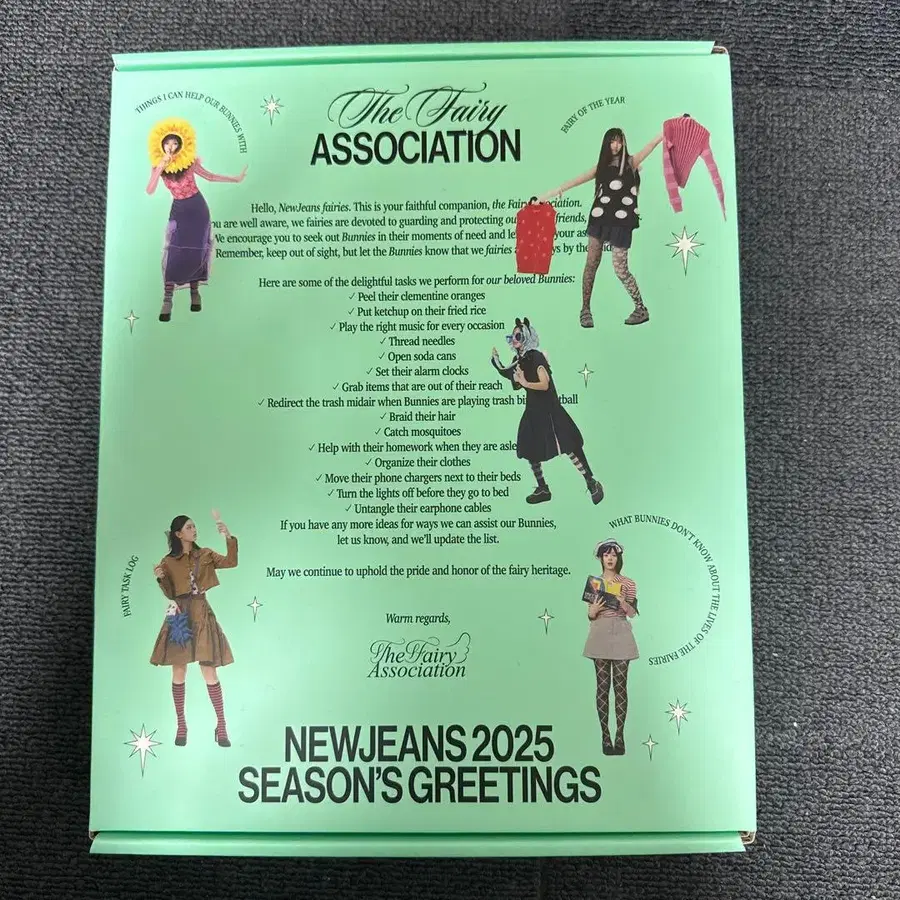 THINGS I CAN HELP OUR BUNNIES WITH
The Fairy
ASSOCIATION
FAIRY OF THE YEAR
Hello, NewJeans fairies. This is your faithful companion, the Fairy
are well aware, we fairies are devoted to guarding and protecting friends,
We encourage you to seek out Bunnies in their moments of need and your
Remember, keep out of sight, but let the Bunnies know that we fairies by the
Here are some of the delightful tasks we perform for our beloved Bunnies:
✓ Peel their clementine oranges
✓ Put ketchup on their fried rice
✓ Play the right music for every occasion
✓ Thread needles
✓ Open soda cans
✓ Set their alarm clocks
✓ Grab items that are out of their reach
✓ Redirect the trash midair when Bunnies are playing trash
✓ Braid their hair
✓ Catch mosquitoes
✓ Help with their homework when they are
✓ Organize their clothes
✓ Move their phone chargers next to their beds
✓ Turn the lights off before they go to bed
✓ Untangle their earphone cables
If you have any more ideas for ways we can assist our Bunnies,
let us know, and we'll update the list.
May we continue to uphold the pride and honor of the fairy heritage.
FAIRY TASK LOG
WHAT BUNNIES DON'T KNOW ABOUT THE LIVES OF THE FAIRIES
Warm regards,
The Fairy
Association
NEWJEANS 2025
SEASON'S GREETINGS